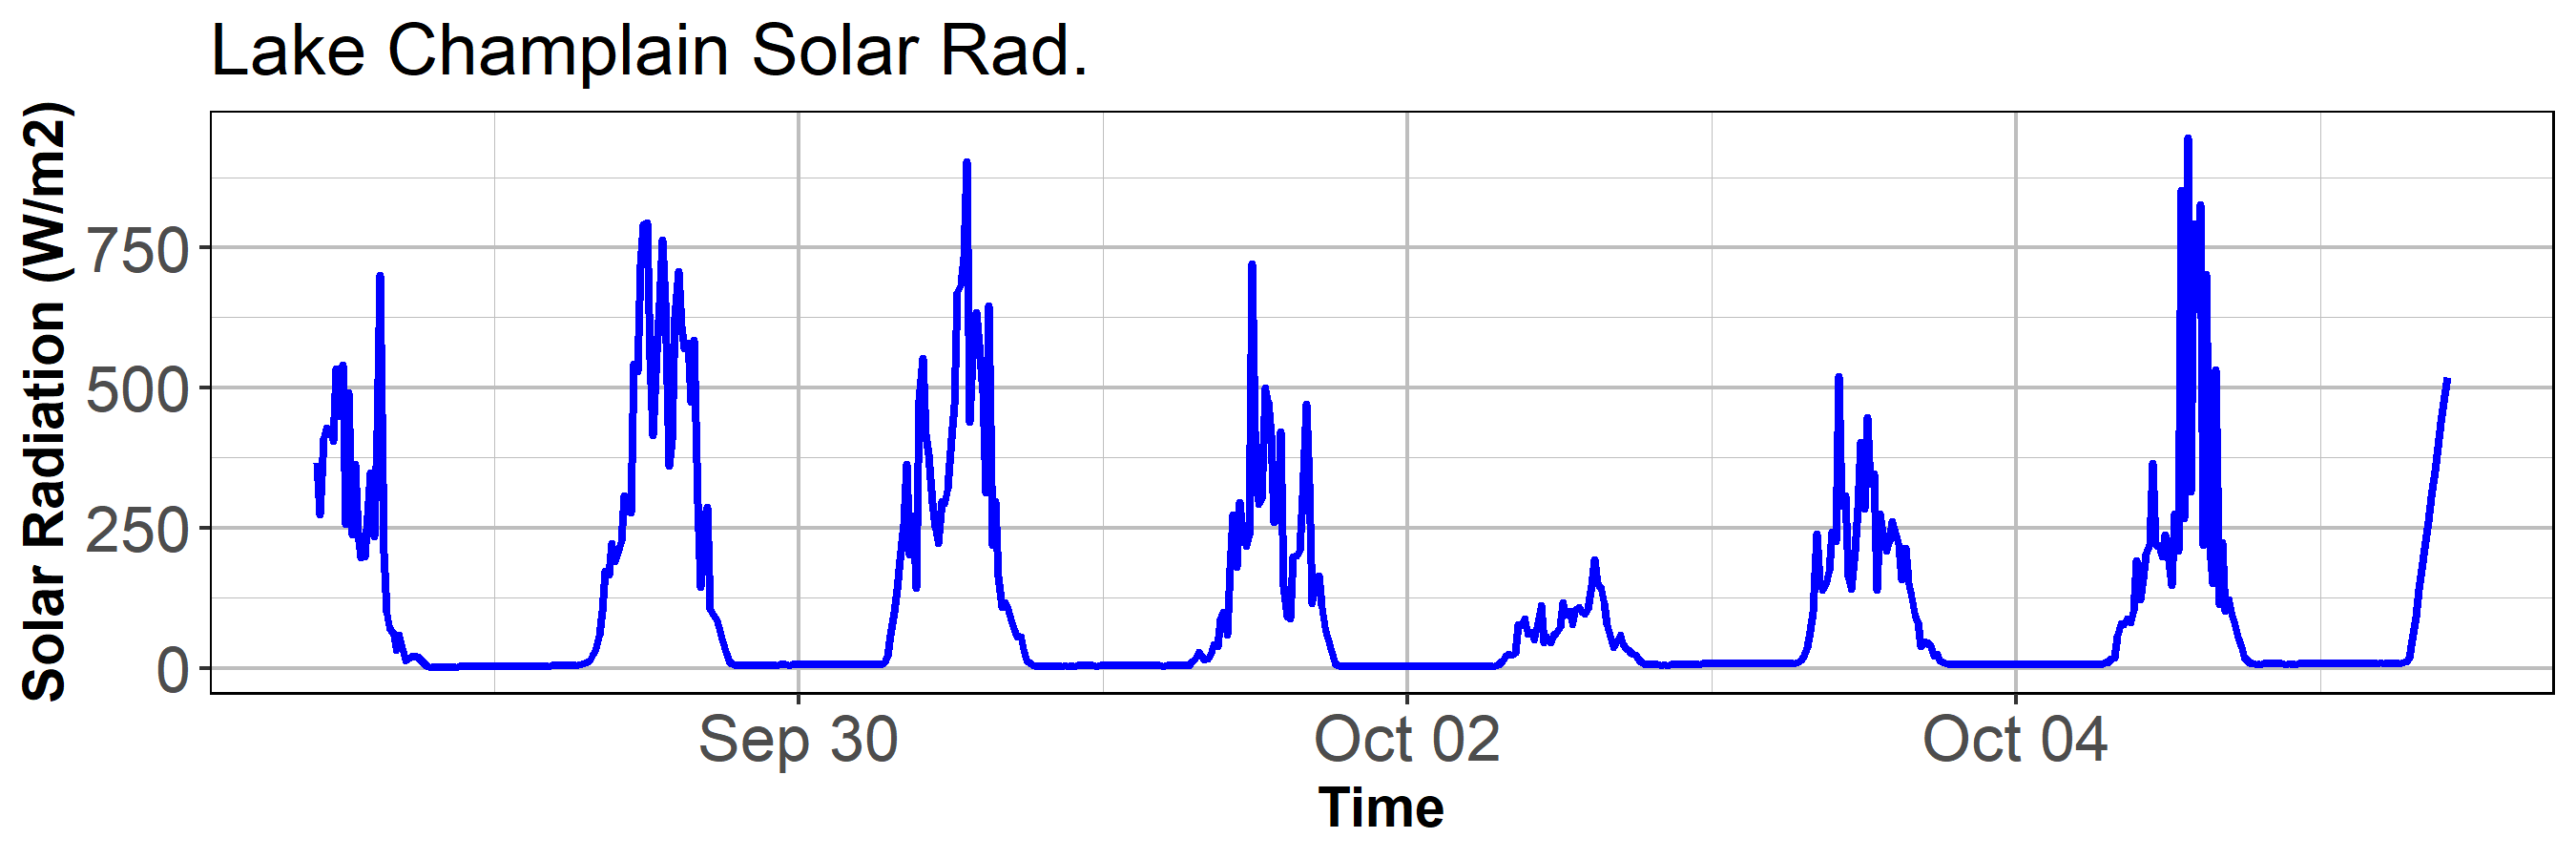 Lake Champlain Solar Rad.
Solar Radiation (W/m2)
750
500
250
0
Sep 30
Oct 02
Oct 04
Time